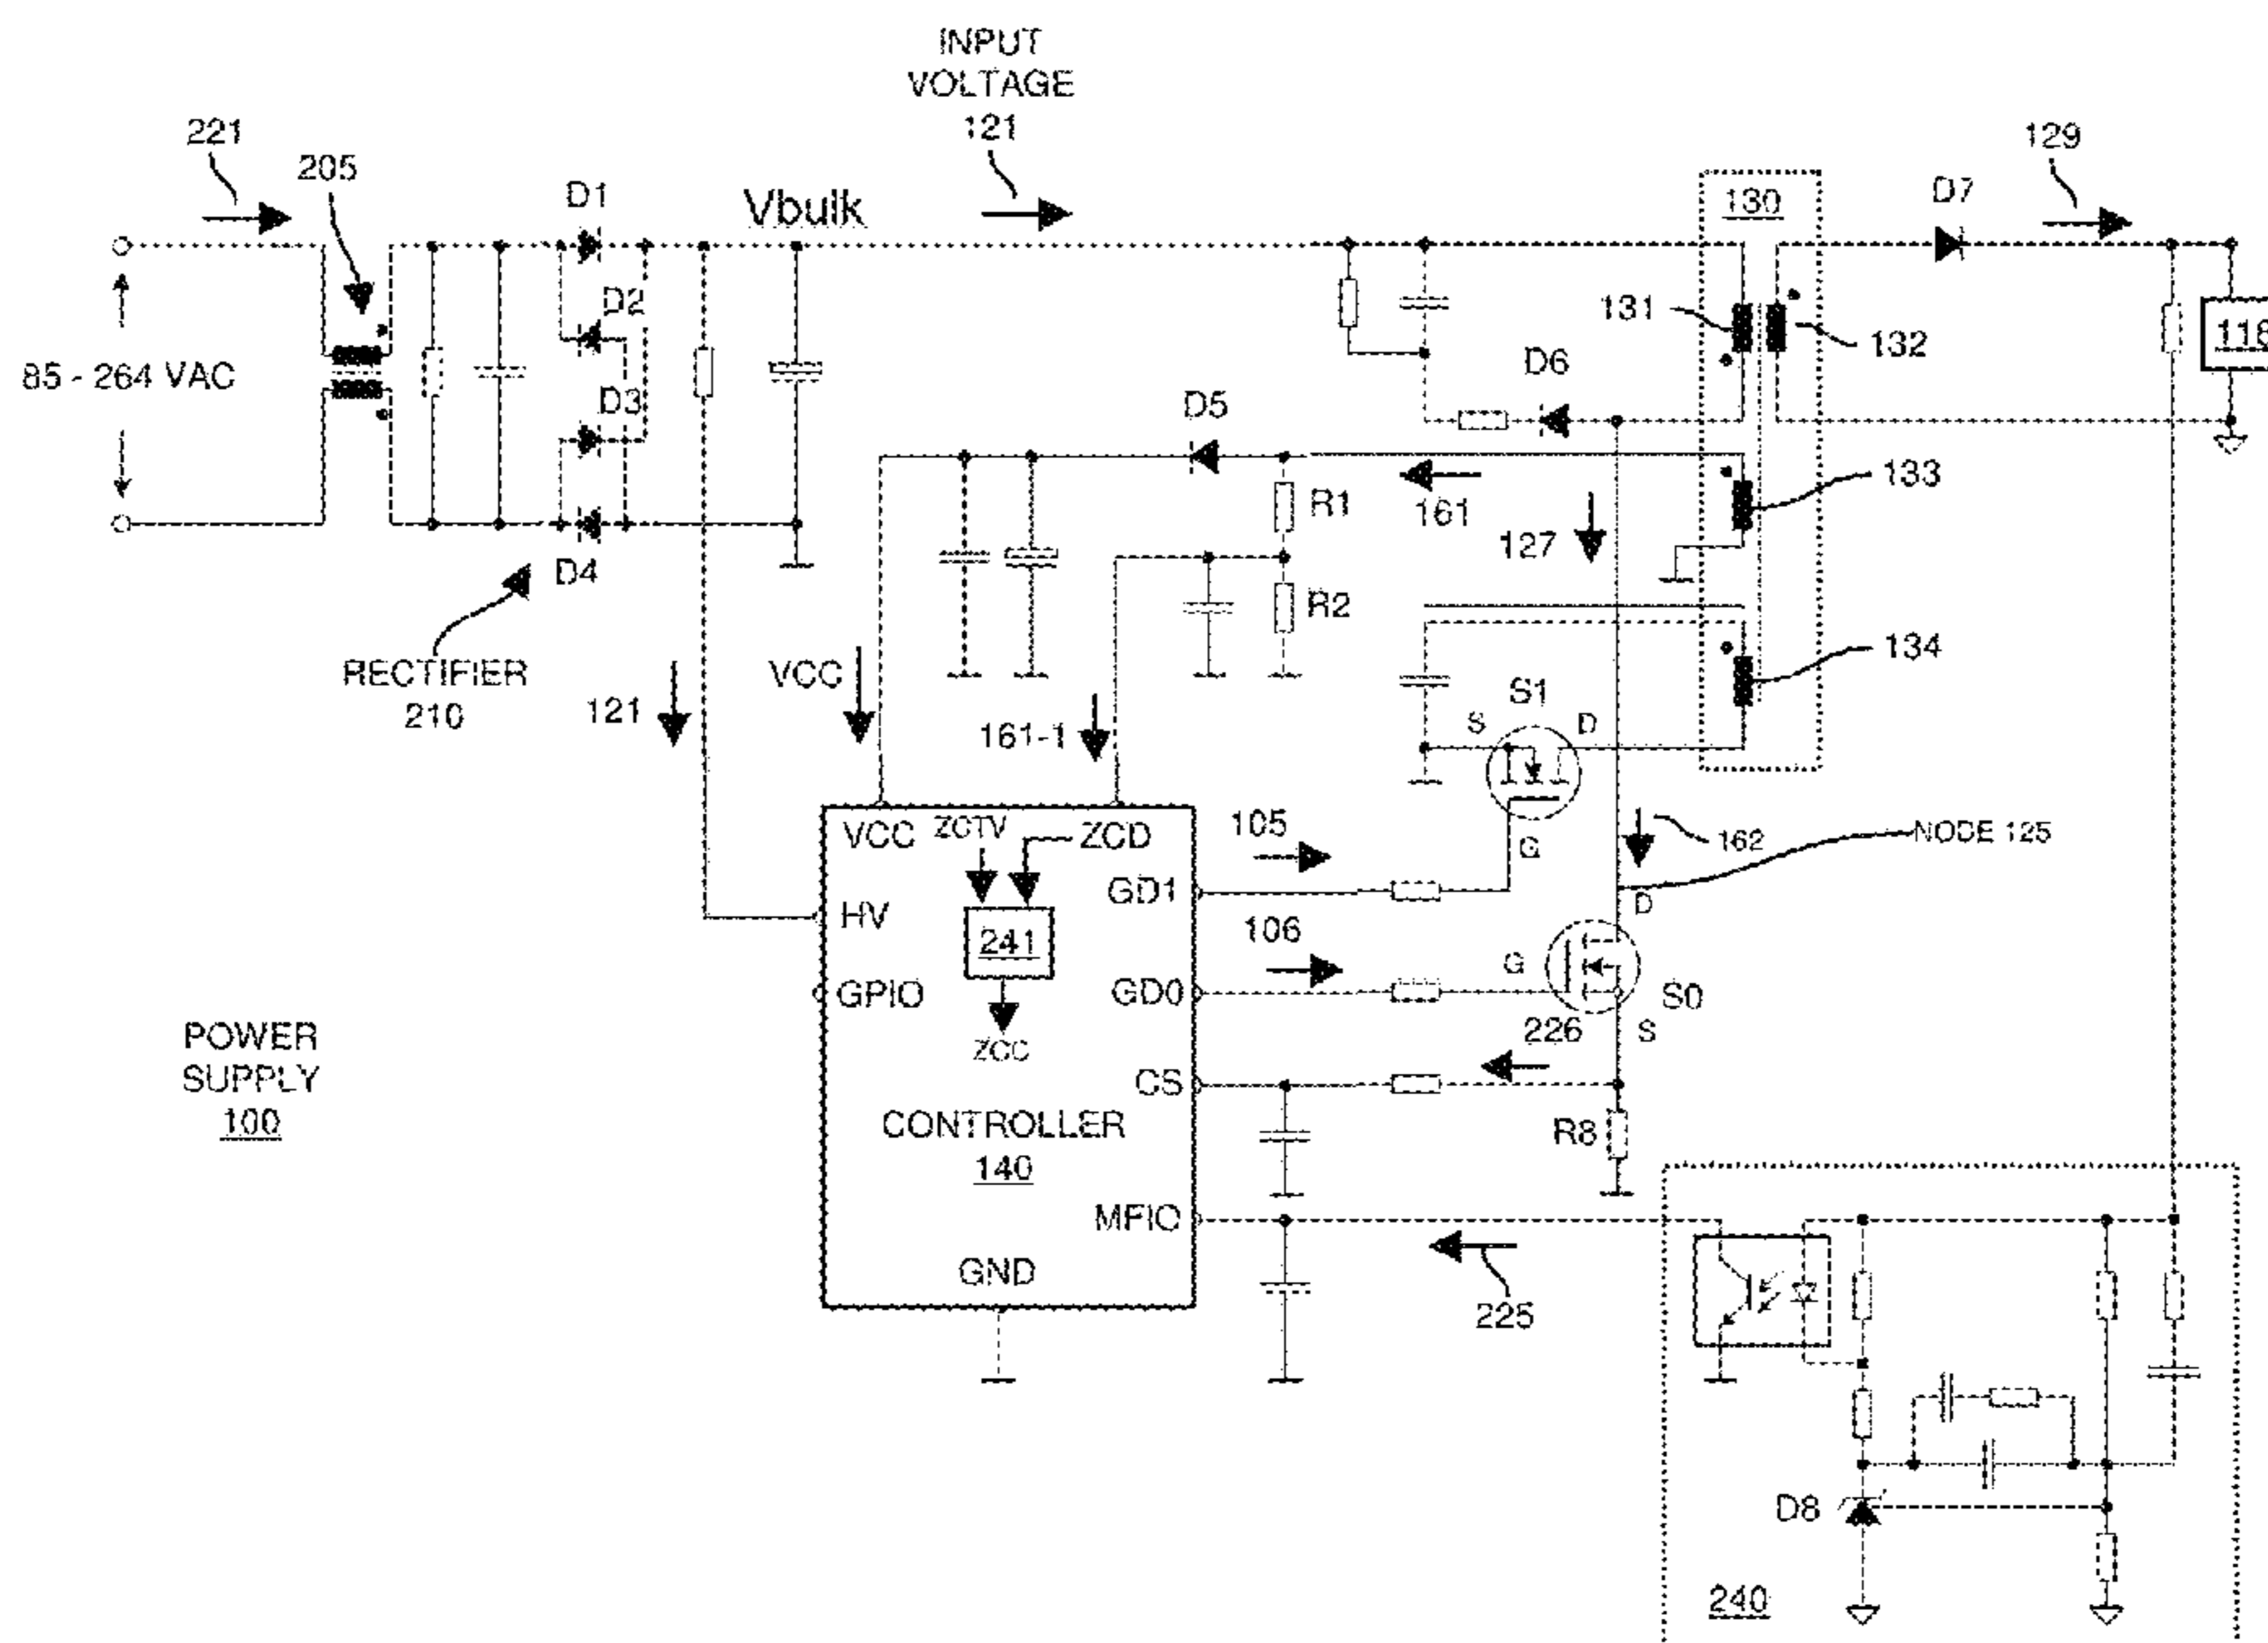 INPUT
VOLTAGE
121
221
205
D1
Vbulk
130
D7
129
D2
131
132
118
85 - 264 VAC
D3
D6
D5
133
161
R1
127
D4
R2
RECTIFIER
210
134
121
VCC
161-1
S1
S
D
G
105
162
NODE 125
VCC
ZCTV
ZCD
GD1
HV
241
106
D
G
GPIO
GD0
S0
ZCC
226
S
POWER
SUPPLY
100
CS
CONTROLLER
140
R8
MFIO
GND
225
D8
240